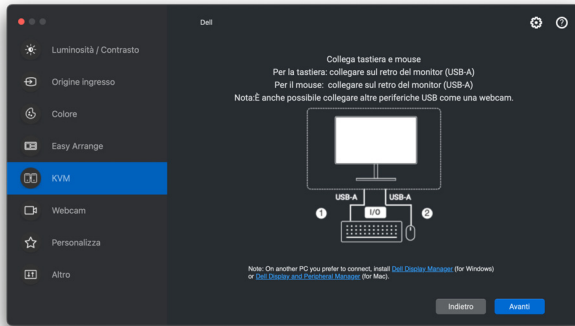 Dell
Luminosità / Contrasto
Origine ingresso
Colore
Easy Arrange
KVM
Webcam
Personalizza
Altro
Collega tastiera e mouse
Per la tastiera: collegare sul retro del monitor (USB-A)
Per il mouse: collegare sul retro del monitor (USB-A)
Nota:È anche possibile collegare altre periferiche USB come una webcam.
USB-A USB-A
1 I/O 2
Note: On another PC you prefer to connect, install Dell Display Manager (for Windows)
or Dell Display and Peripheral Manager (for Mac).
Indietro Avanti